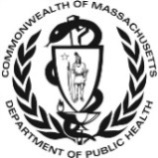 COMMONWEALTH OF MASSACHUSETTS
DEPARTMENT OF PUBLIC HEALTH